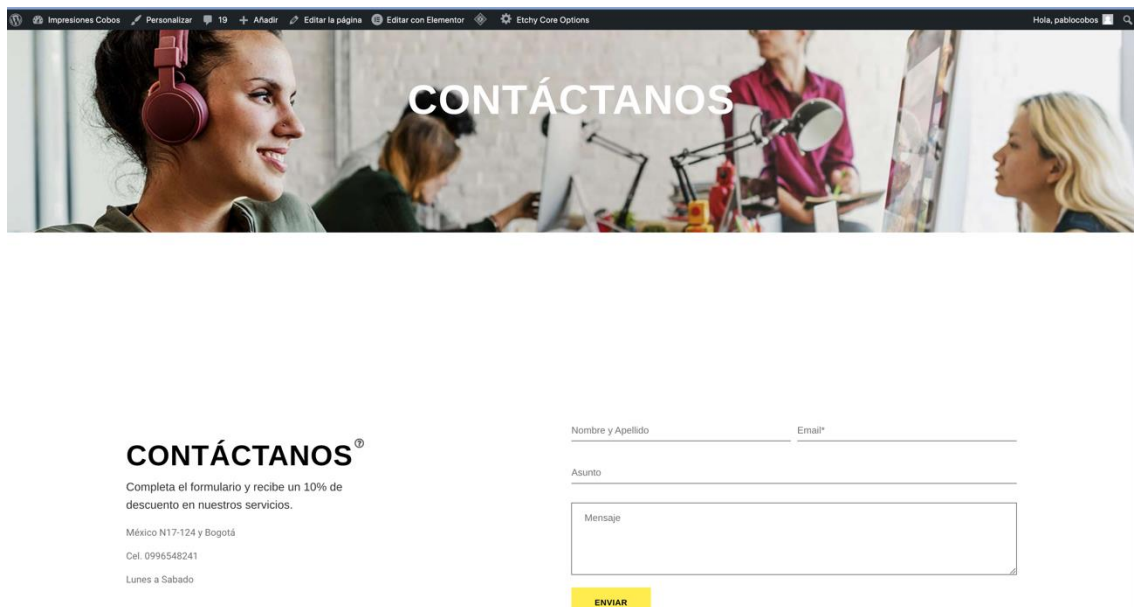 Impresiones Cobos Personalizar 19 Añadir Editar la página Editar con Elementor Etchy Core Options Hola, pablocobos
CONTÁCTANOS
CONTÁCTANOS
Completa el formulario y recibe un 10% de
descuento en nuestros servicios.
México N17-124 y Bogotá
Cel. 0996548241
Lunes a Sabado
Nombre y Apellido Email*
Asunto
Mensaje
ENVIAR